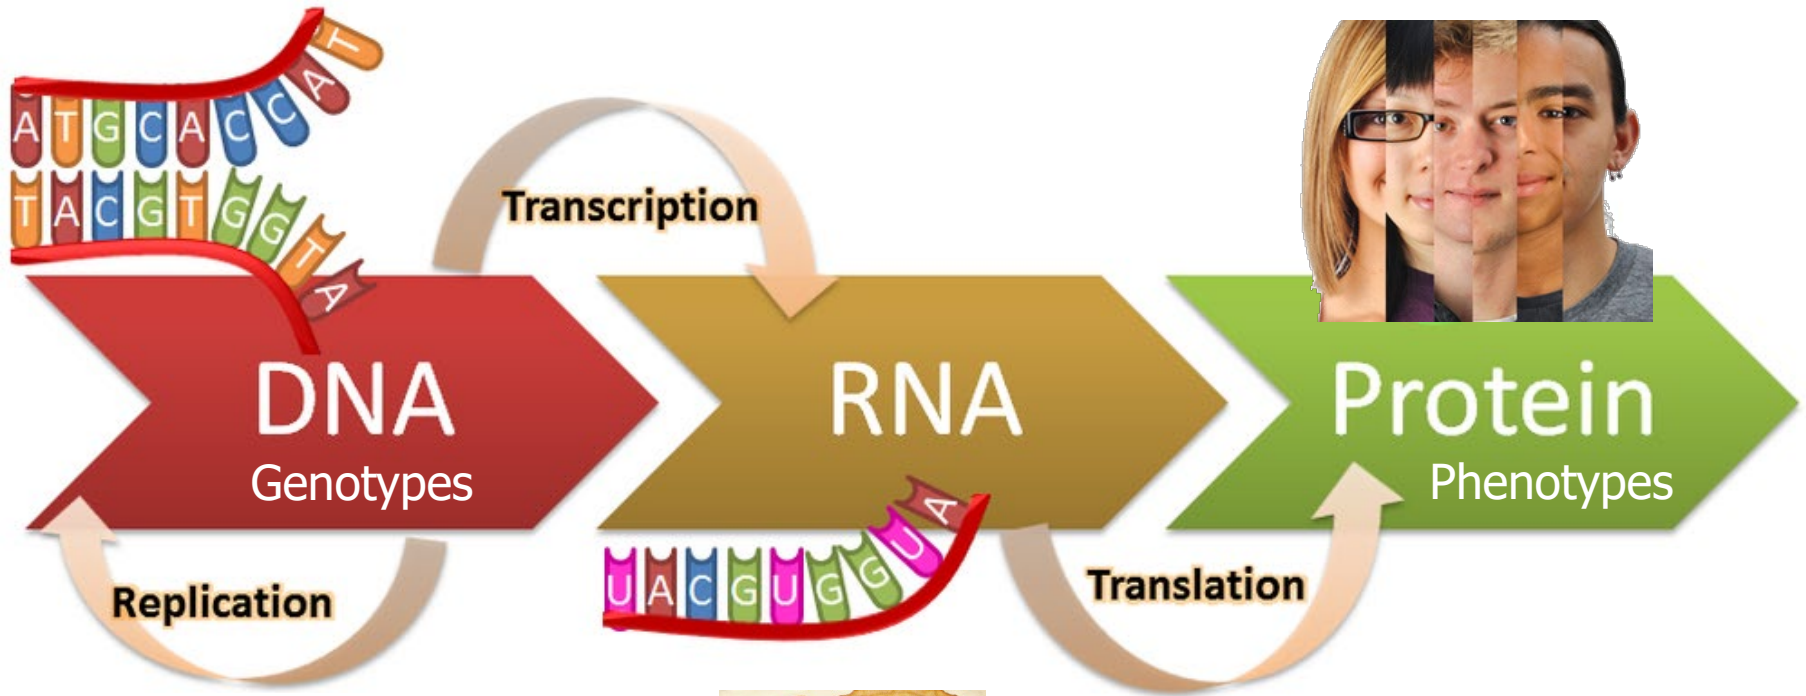 ATGCACCAT
TACGTGGTA
Transcription
DNA
Genotypes
RNA
Protein
Phenotypes
Replication
UACGUGGUA
Translation